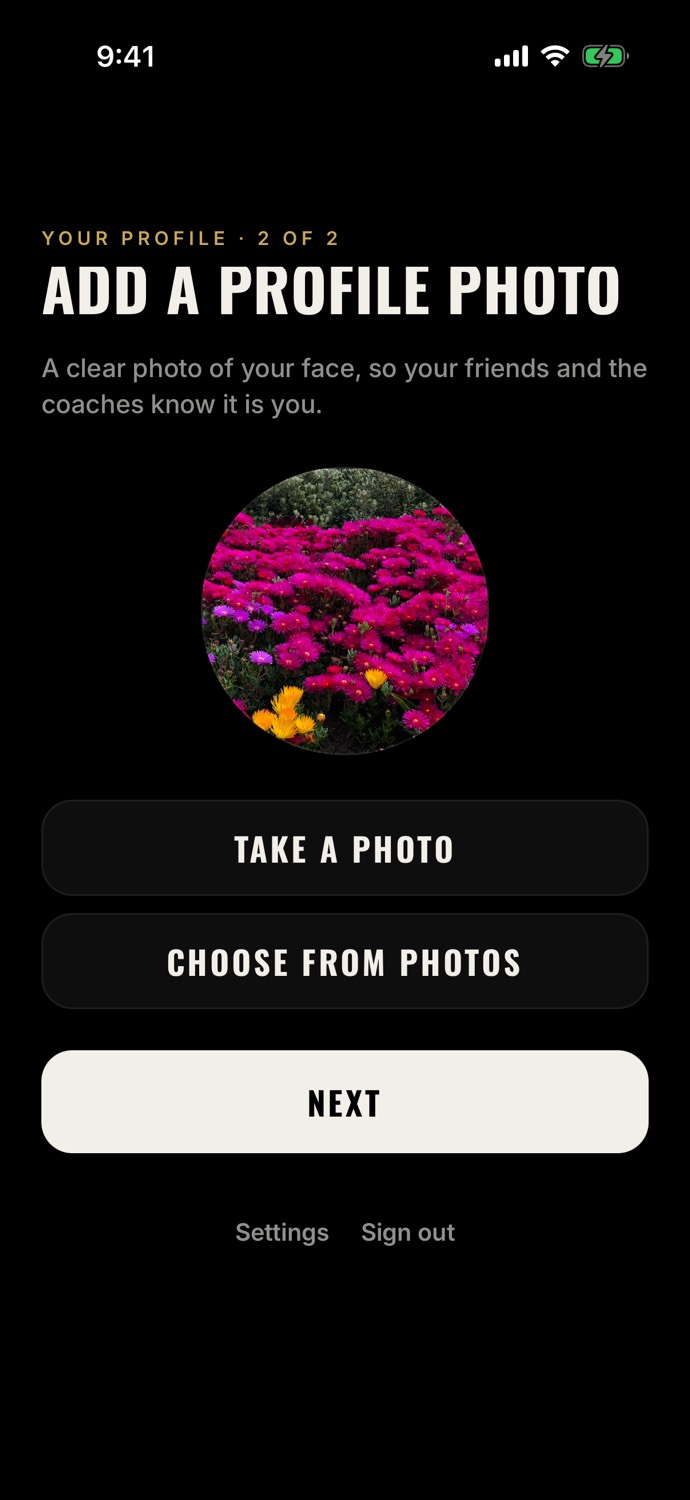 9:41
YOUR PROFILE · 2 OF 2
ADD A PROFILE PHOTO
A clear photo of your face, so your friends and the
coaches know it is you.
TAKE A PHOTO
CHOOSE FROM PHOTOS
NEXT
Settings Sign out